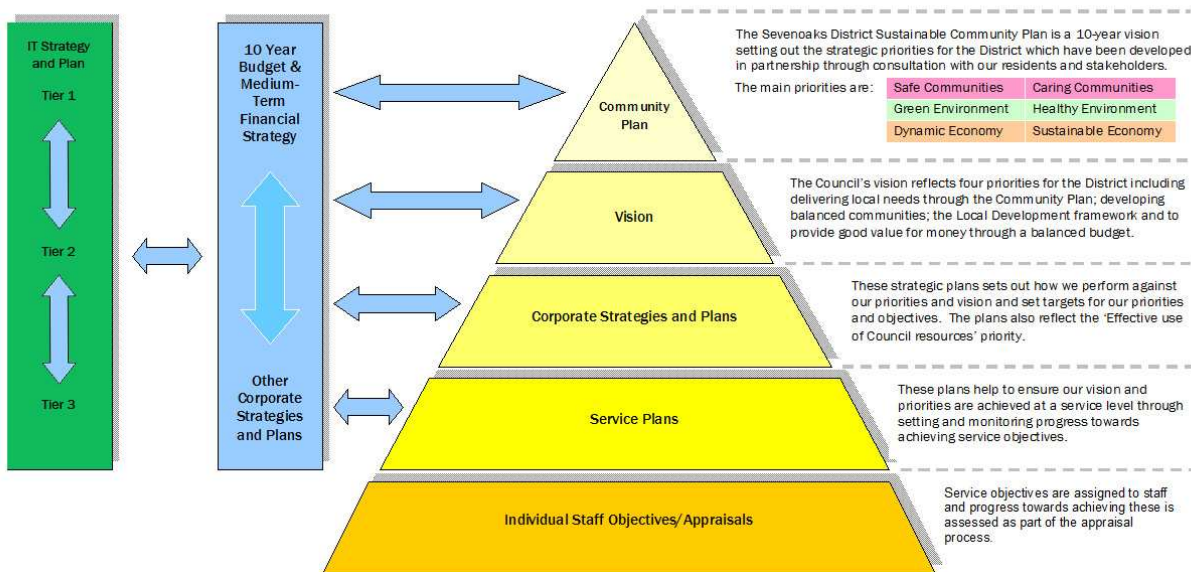 IT Strategy
and Plan
Tier 1
Tier 2
Tier 3
10 Year
Budget &
Medium-
Term
Financial
Strategy
Other
Corporate
Strategies
and Plans
Community
Plan
Vision
Corporate Strategies and Plans
Service Plans
Individual Staff Objectives/Appraisals
The Sevenoaks District Sustainable Community Plan is a 10-year vision
setting out the strategic priorities for the District which have been developed
in partnership through consultation with our residents and stakeholders.
The main priorities are:
Safe Communities Caring Communities
Green Environment Healthy Environment
Dynamic Economy Sustainable Economy
The Council's vision reflects four priorities for the District including
delivering local needs through the Community Plan; developing
balanced communities; the Local Development framework and to
provide good value for money through a balanced budget.
These strategic plans sets out how we perform against
our priorities and vision and set targets for our priorities
and objectives. The plans also reflect the 'Effective use
of Council resources' priority.
These plans help to ensure our vision and
priorities are achieved at a service level through
setting and monitoring progress towards
achieving service objectives.
Service objectives are assigned to staff
and progress towards achieving these is
assessed as part of the appraisal
process.